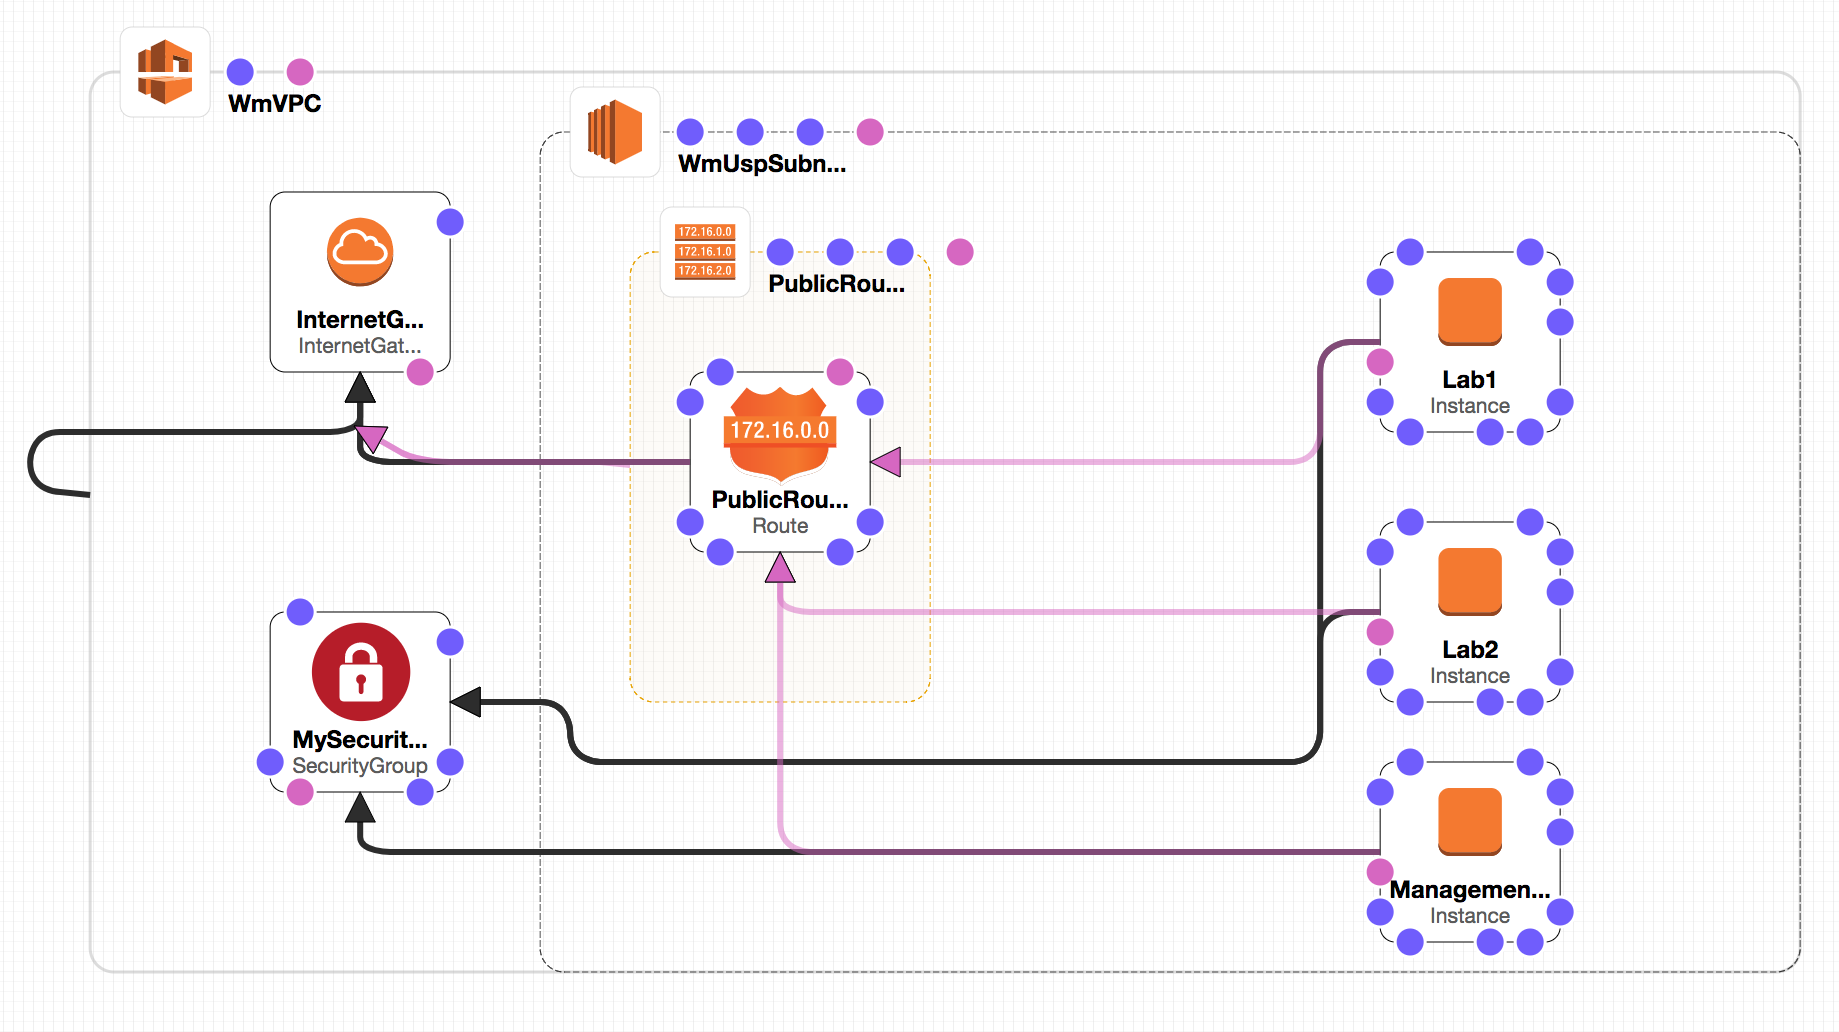 WmVPC
WmUspSubn...
172.16.0.0
172.16.1.0
172.16.2.0
PublicRou...
InternetG...
InternetGat...
172.16.0.0
PublicRou...
Route
Lab1
Instance
Lab2
Instance
MySecurit...
SecurityGroup
Managemen...
Instance